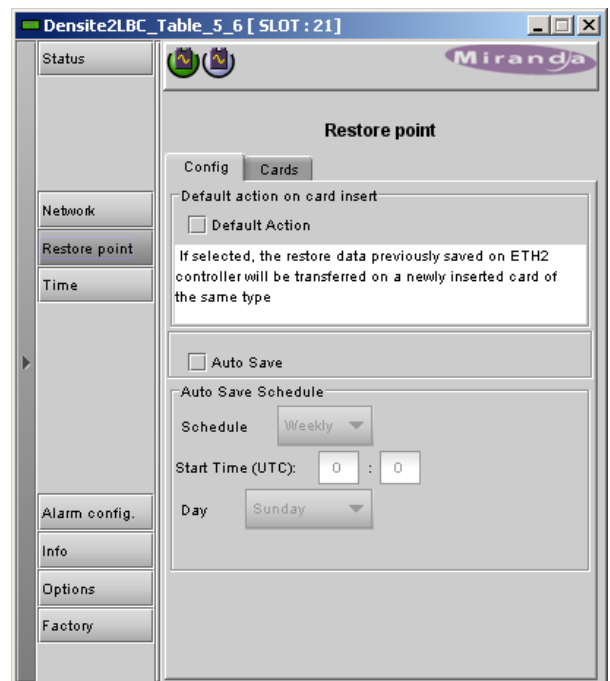 Densite2LBC_Table_5_6 [ SLOT : 21]
Status
Miranda
Restore point
Config
Cards
Default action on card insert
Default Action
If selected, the restore data previously saved on ETH2
controller will be transferred on a newly inserted card of
the same type
Network
Restore point
Time
Auto Save
Auto Save Schedule
Schedule Weekly
Start Time (UTC): 0 : 0
Day Sunday
Alarm config.
Info
Options
Factory